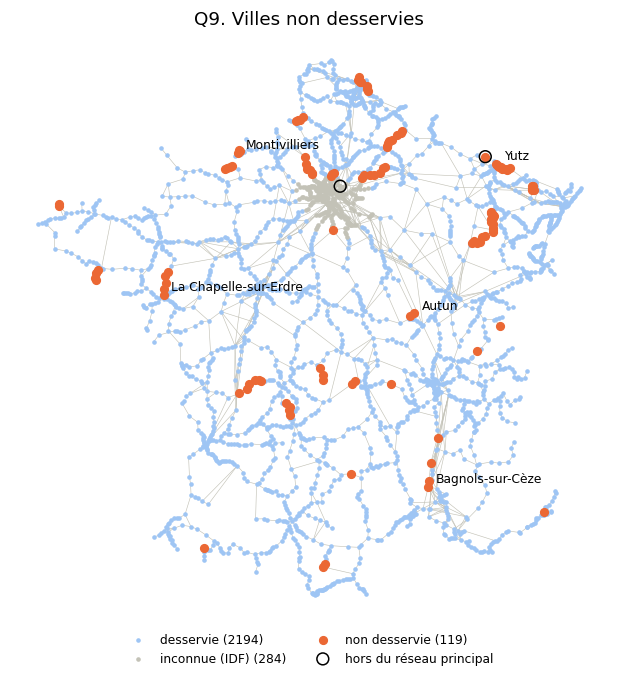 Q9. Villes non desservies
Montivilliers
Yutz
La Chapelle-sur-Erdre
Autun
Bagnols-sur-Cèze
desservie (2194)
inconnue (IDF) (284)
non desservie (119)
hors du réseau principal